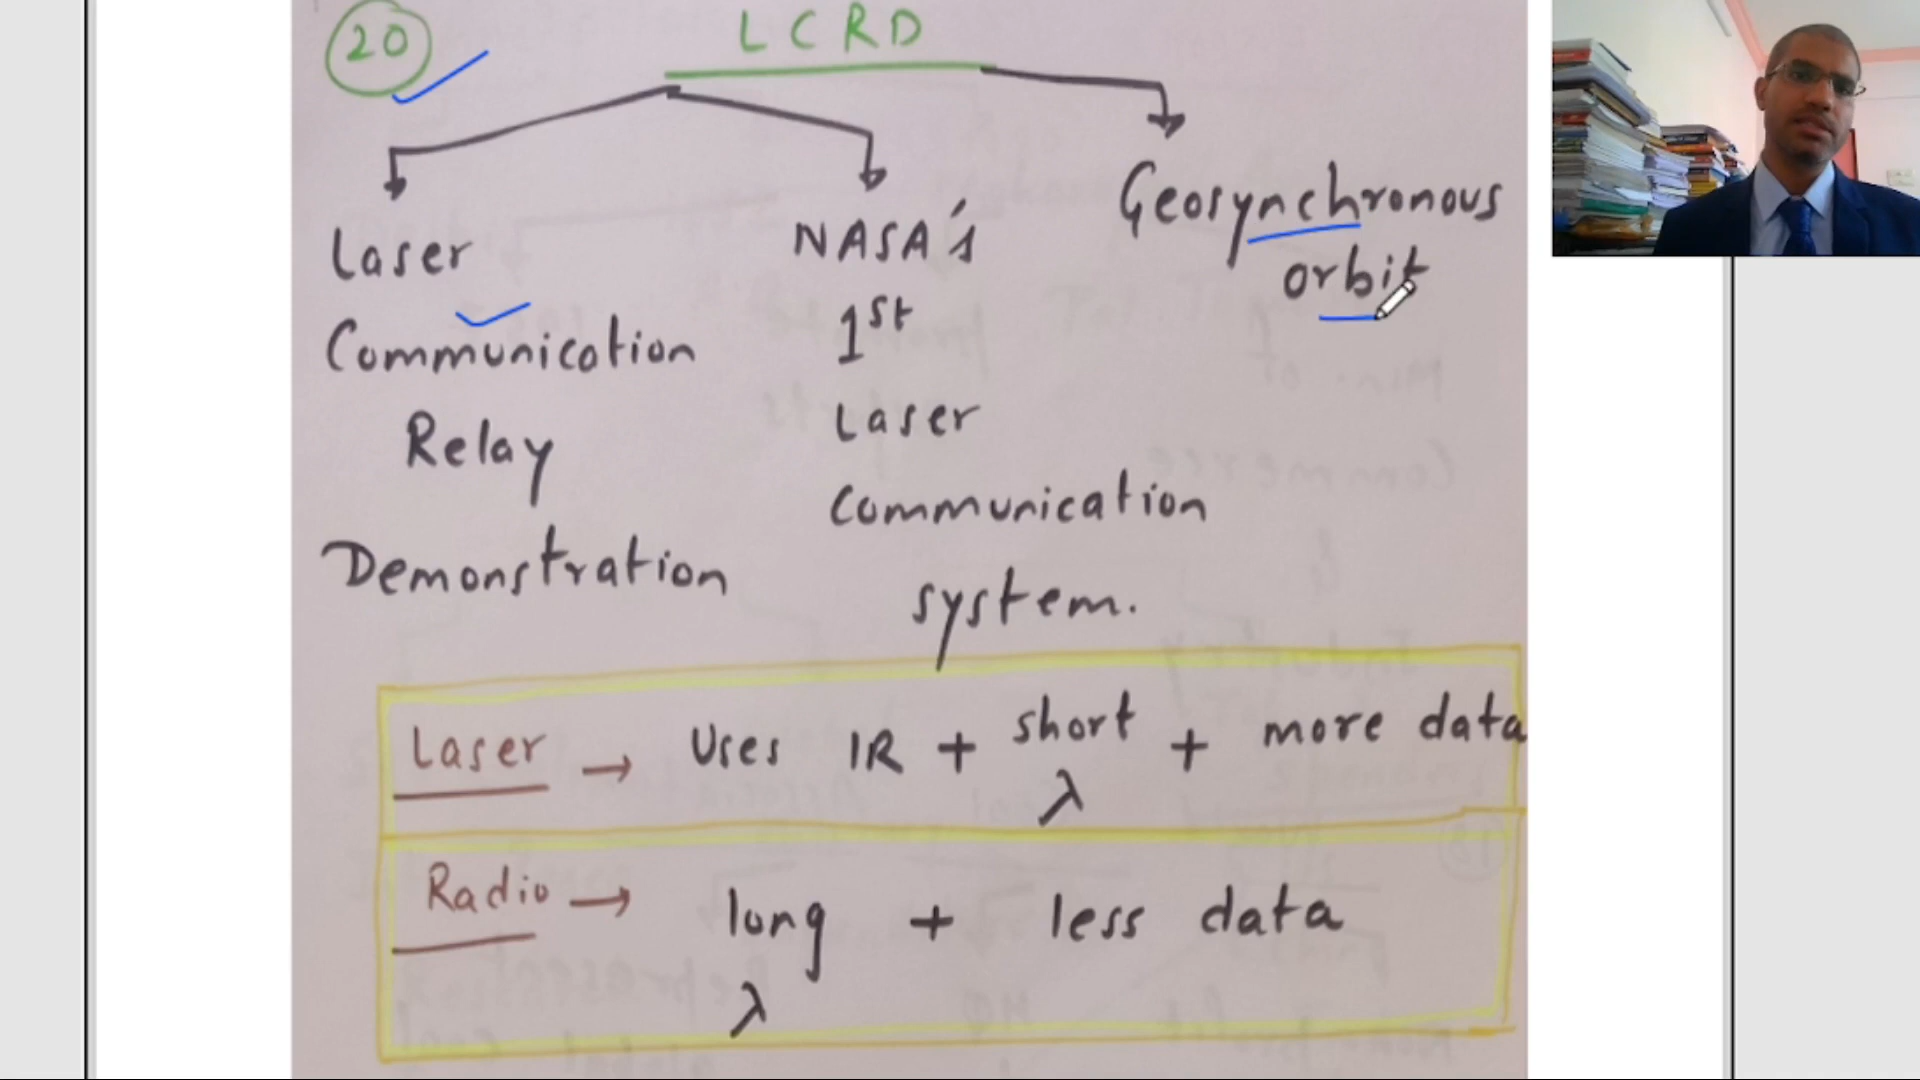 20
LCRD
Laser
Communication
Relay
Demonstration
NASA's
1st
Laser
Communication
system.
Geosynchronous
orbit
Laser → Uses IR + short λ + more data
Radio → long λ + less data